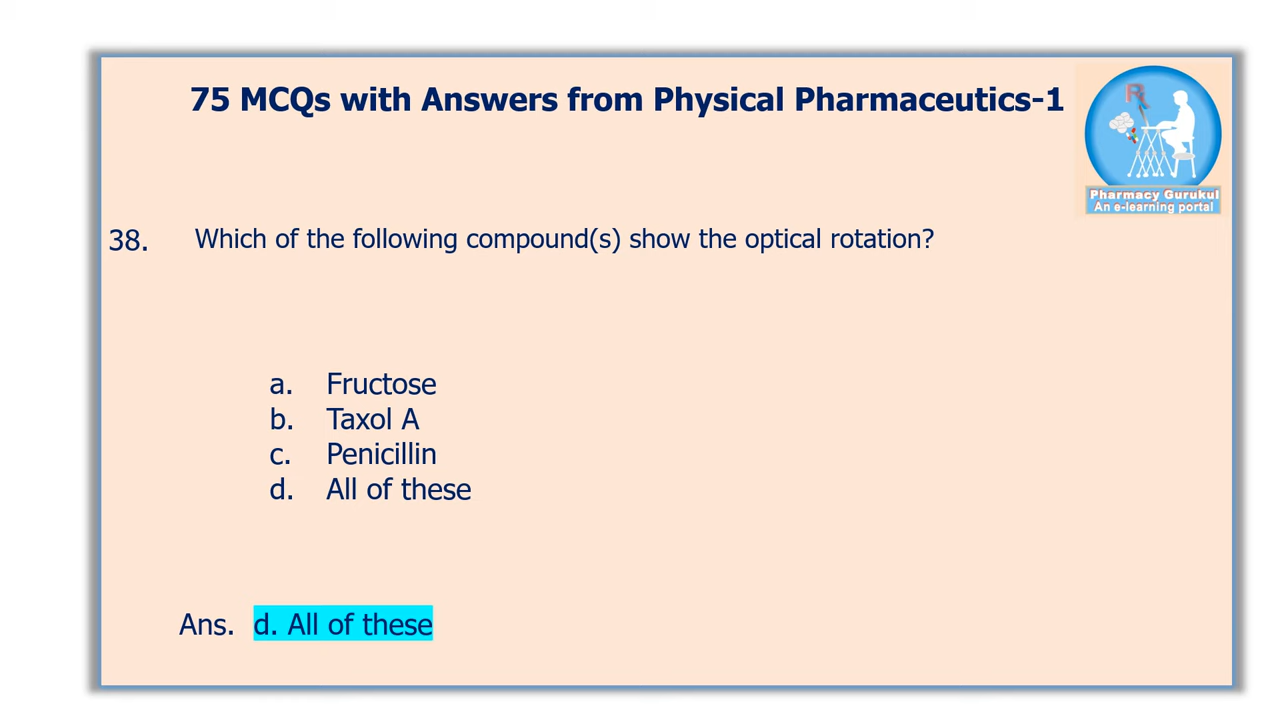 75 MCQs with Answers from Physical Pharmaceutics-1
Pharmacy Gurukul
An e-learning portal
38. Which of the following compound(s) show the optical rotation?
a. Fructose
b. Taxol A
c. Penicillin
d. All of these
Ans. d. All of these